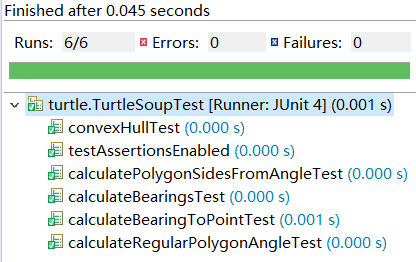 Finished after 0.045 seconds
Runs: 6/6 Errors: 0 Failures: 0
turtle.TurtleSoupTest [Runner: JUnit 4] (0.001 s)
convexHullTest (0.000 s)
testAssertionsEnabled (0.000 s)
calculatePolygonSidesFromAngleTest (0.000 s)
calculateBearingsTest (0.000 s)
calculateBearingToPointTest (0.001 s)
calculateRegularPolygonAngleTest (0.000 s)